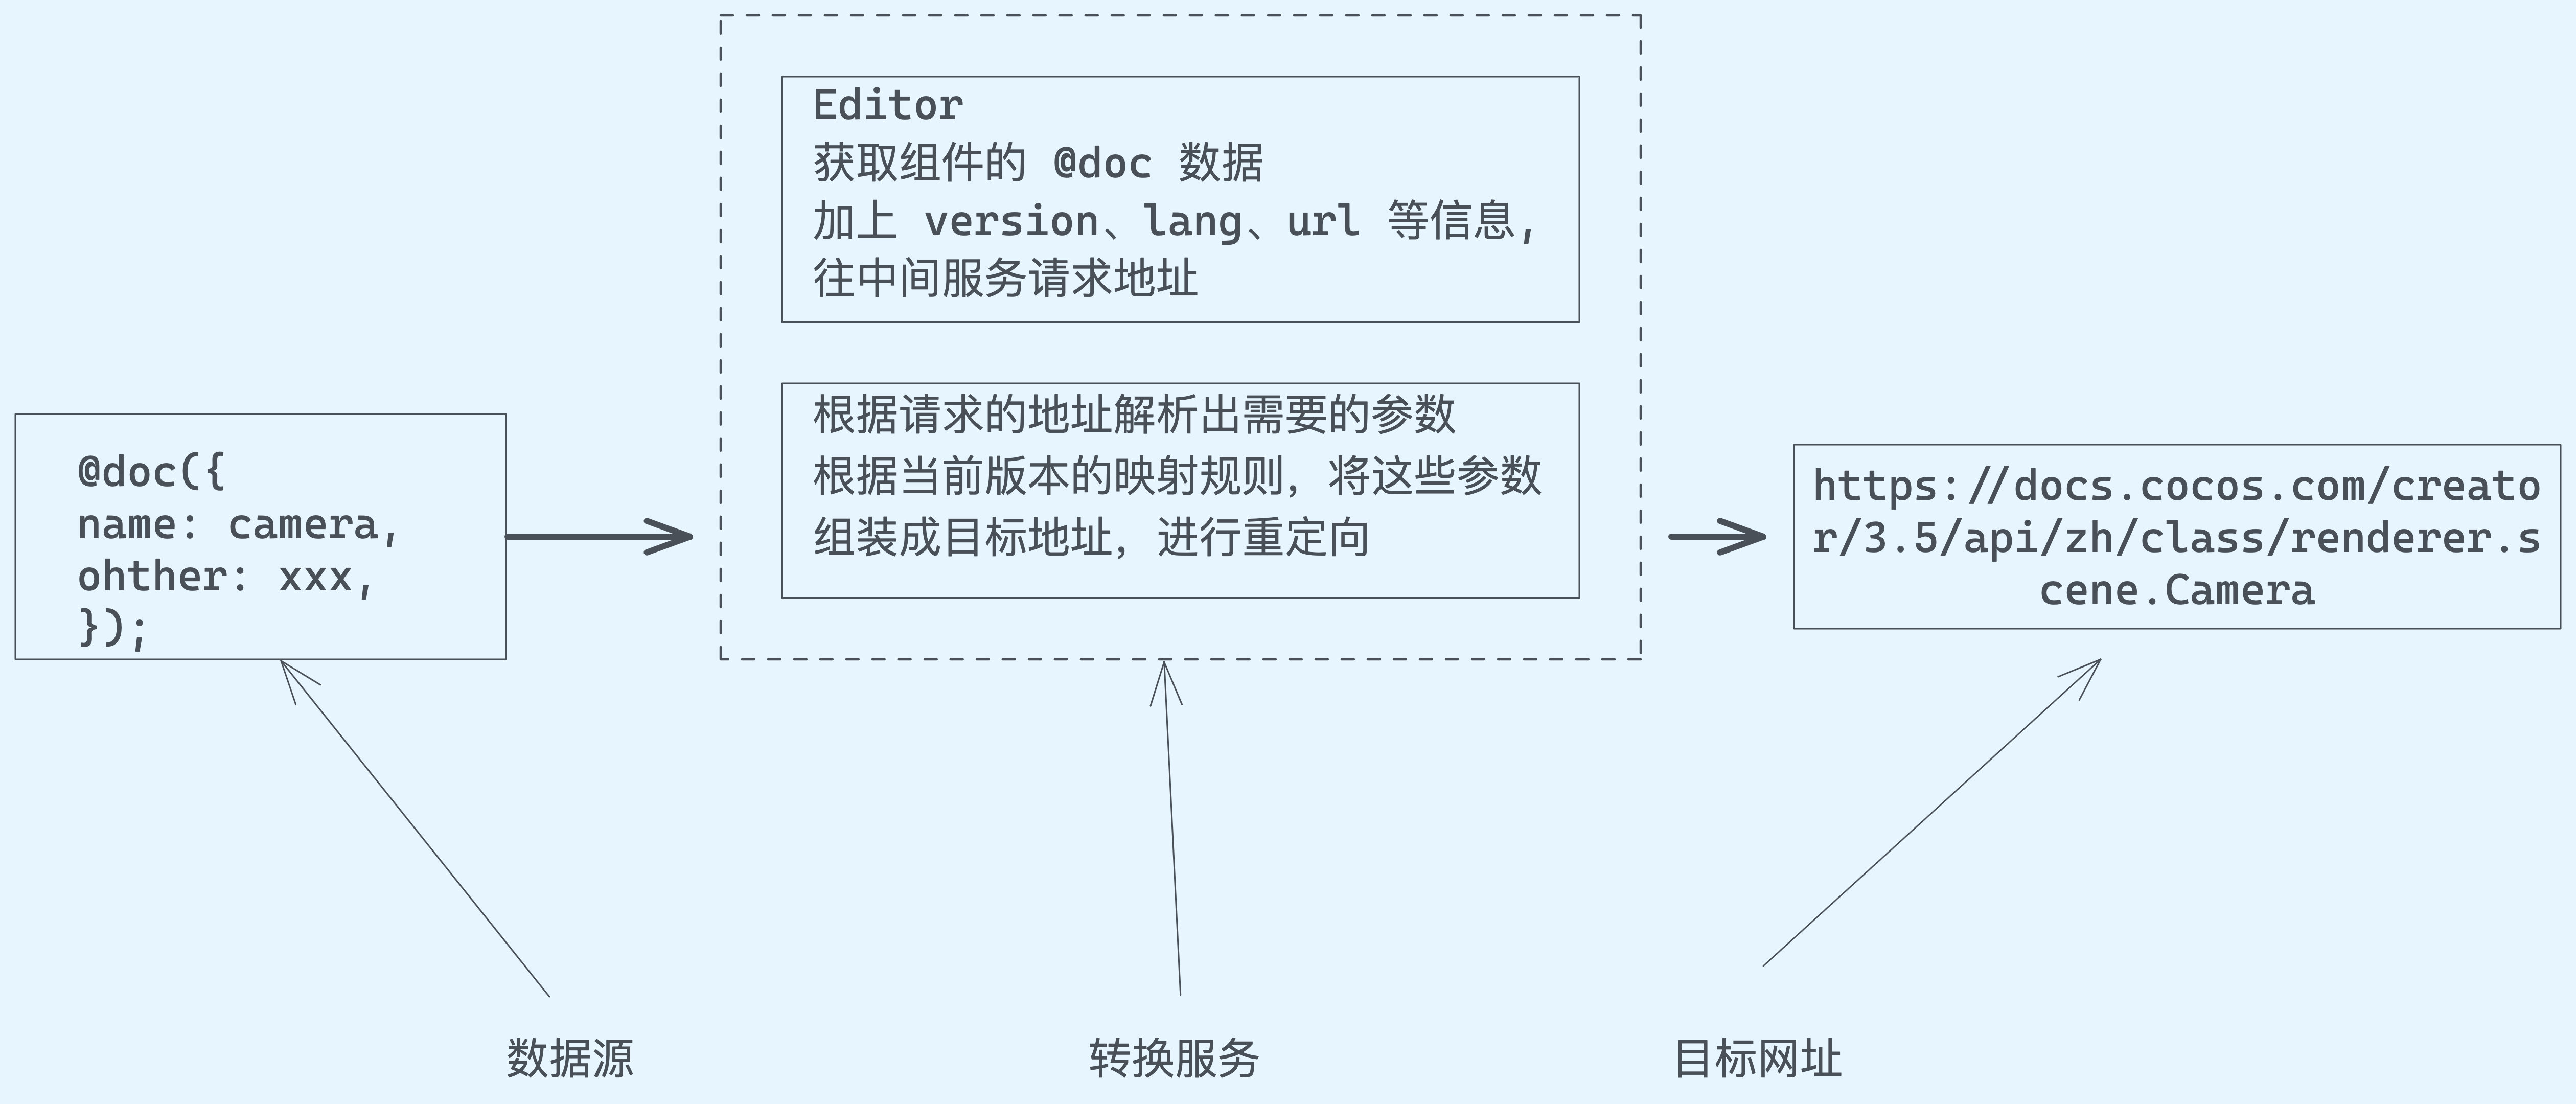 Editor
获取组件的 @doc 数据
加上 version、lang、url 等信息,
往中间服务请求地址
根据请求的地址解析出需要的参数
根据当前版本的映射规则，将这些参数
组装成目标地址，进行重定向
@doc({
name: camera,
ohther: xxx,
});
https://docs.cocos.com/creato
r/3.5/api/zh/class/renderer.s
cene.Camera
数据源
转换服务
目标网址